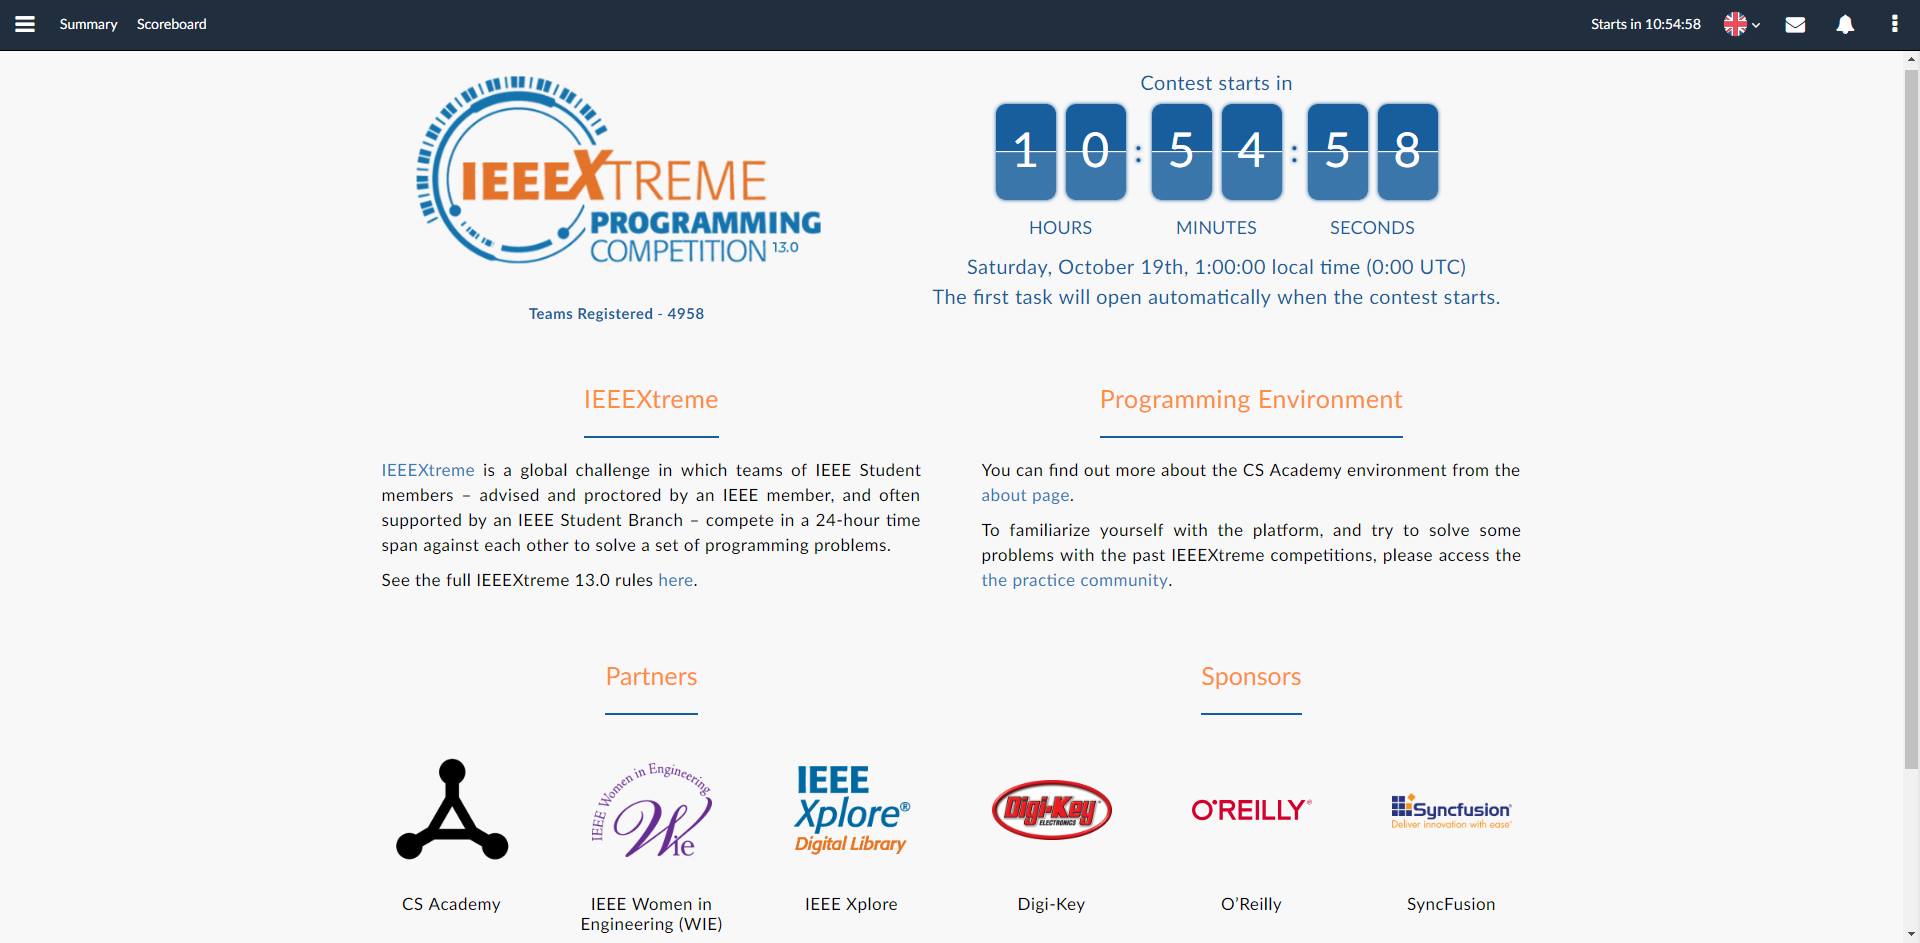 Summary
Scoreboard
Starts in 10:54:58
IEEEXTREME
PROGRAMMING
COMPETITION 13.0
Teams Registered - 4958
Contest starts in
10:54:58
HOURS
MINUTES
SECONDS
Saturday, October 19th, 1:00:00 local time (0:00 UTC)
The first task will open automatically when the contest starts.
IEEEXtreme
IEEEXtreme is a global challenge in which teams of IEEE Student
members – advised and proctored by an IEEE member, and often
supported by an IEEE Student Branch – compete in a 24-hour time
span against each other to solve a set of programming problems.
See the full IEEEXtreme 13.0 rules here.
Programming Environment
You can find out more about the CS Academy environment from the
about page.
To familiarize yourself with the platform, and try to solve some
problems with the past IEEEXtreme competitions, please access the
the practice community.
Partners
IEEE Women in Engineering
Wie
IEEE
Xplore®
Digital Library
CS Academy
IEEE Women in
Engineering (WIE)
IEEE Xplore
Sponsors
Digi-Key
ELECTRONICS
O'REILLY®
Syncfusion®
Deliver innovation with ease®
Digi-Key
O’Reilly
SyncFusion